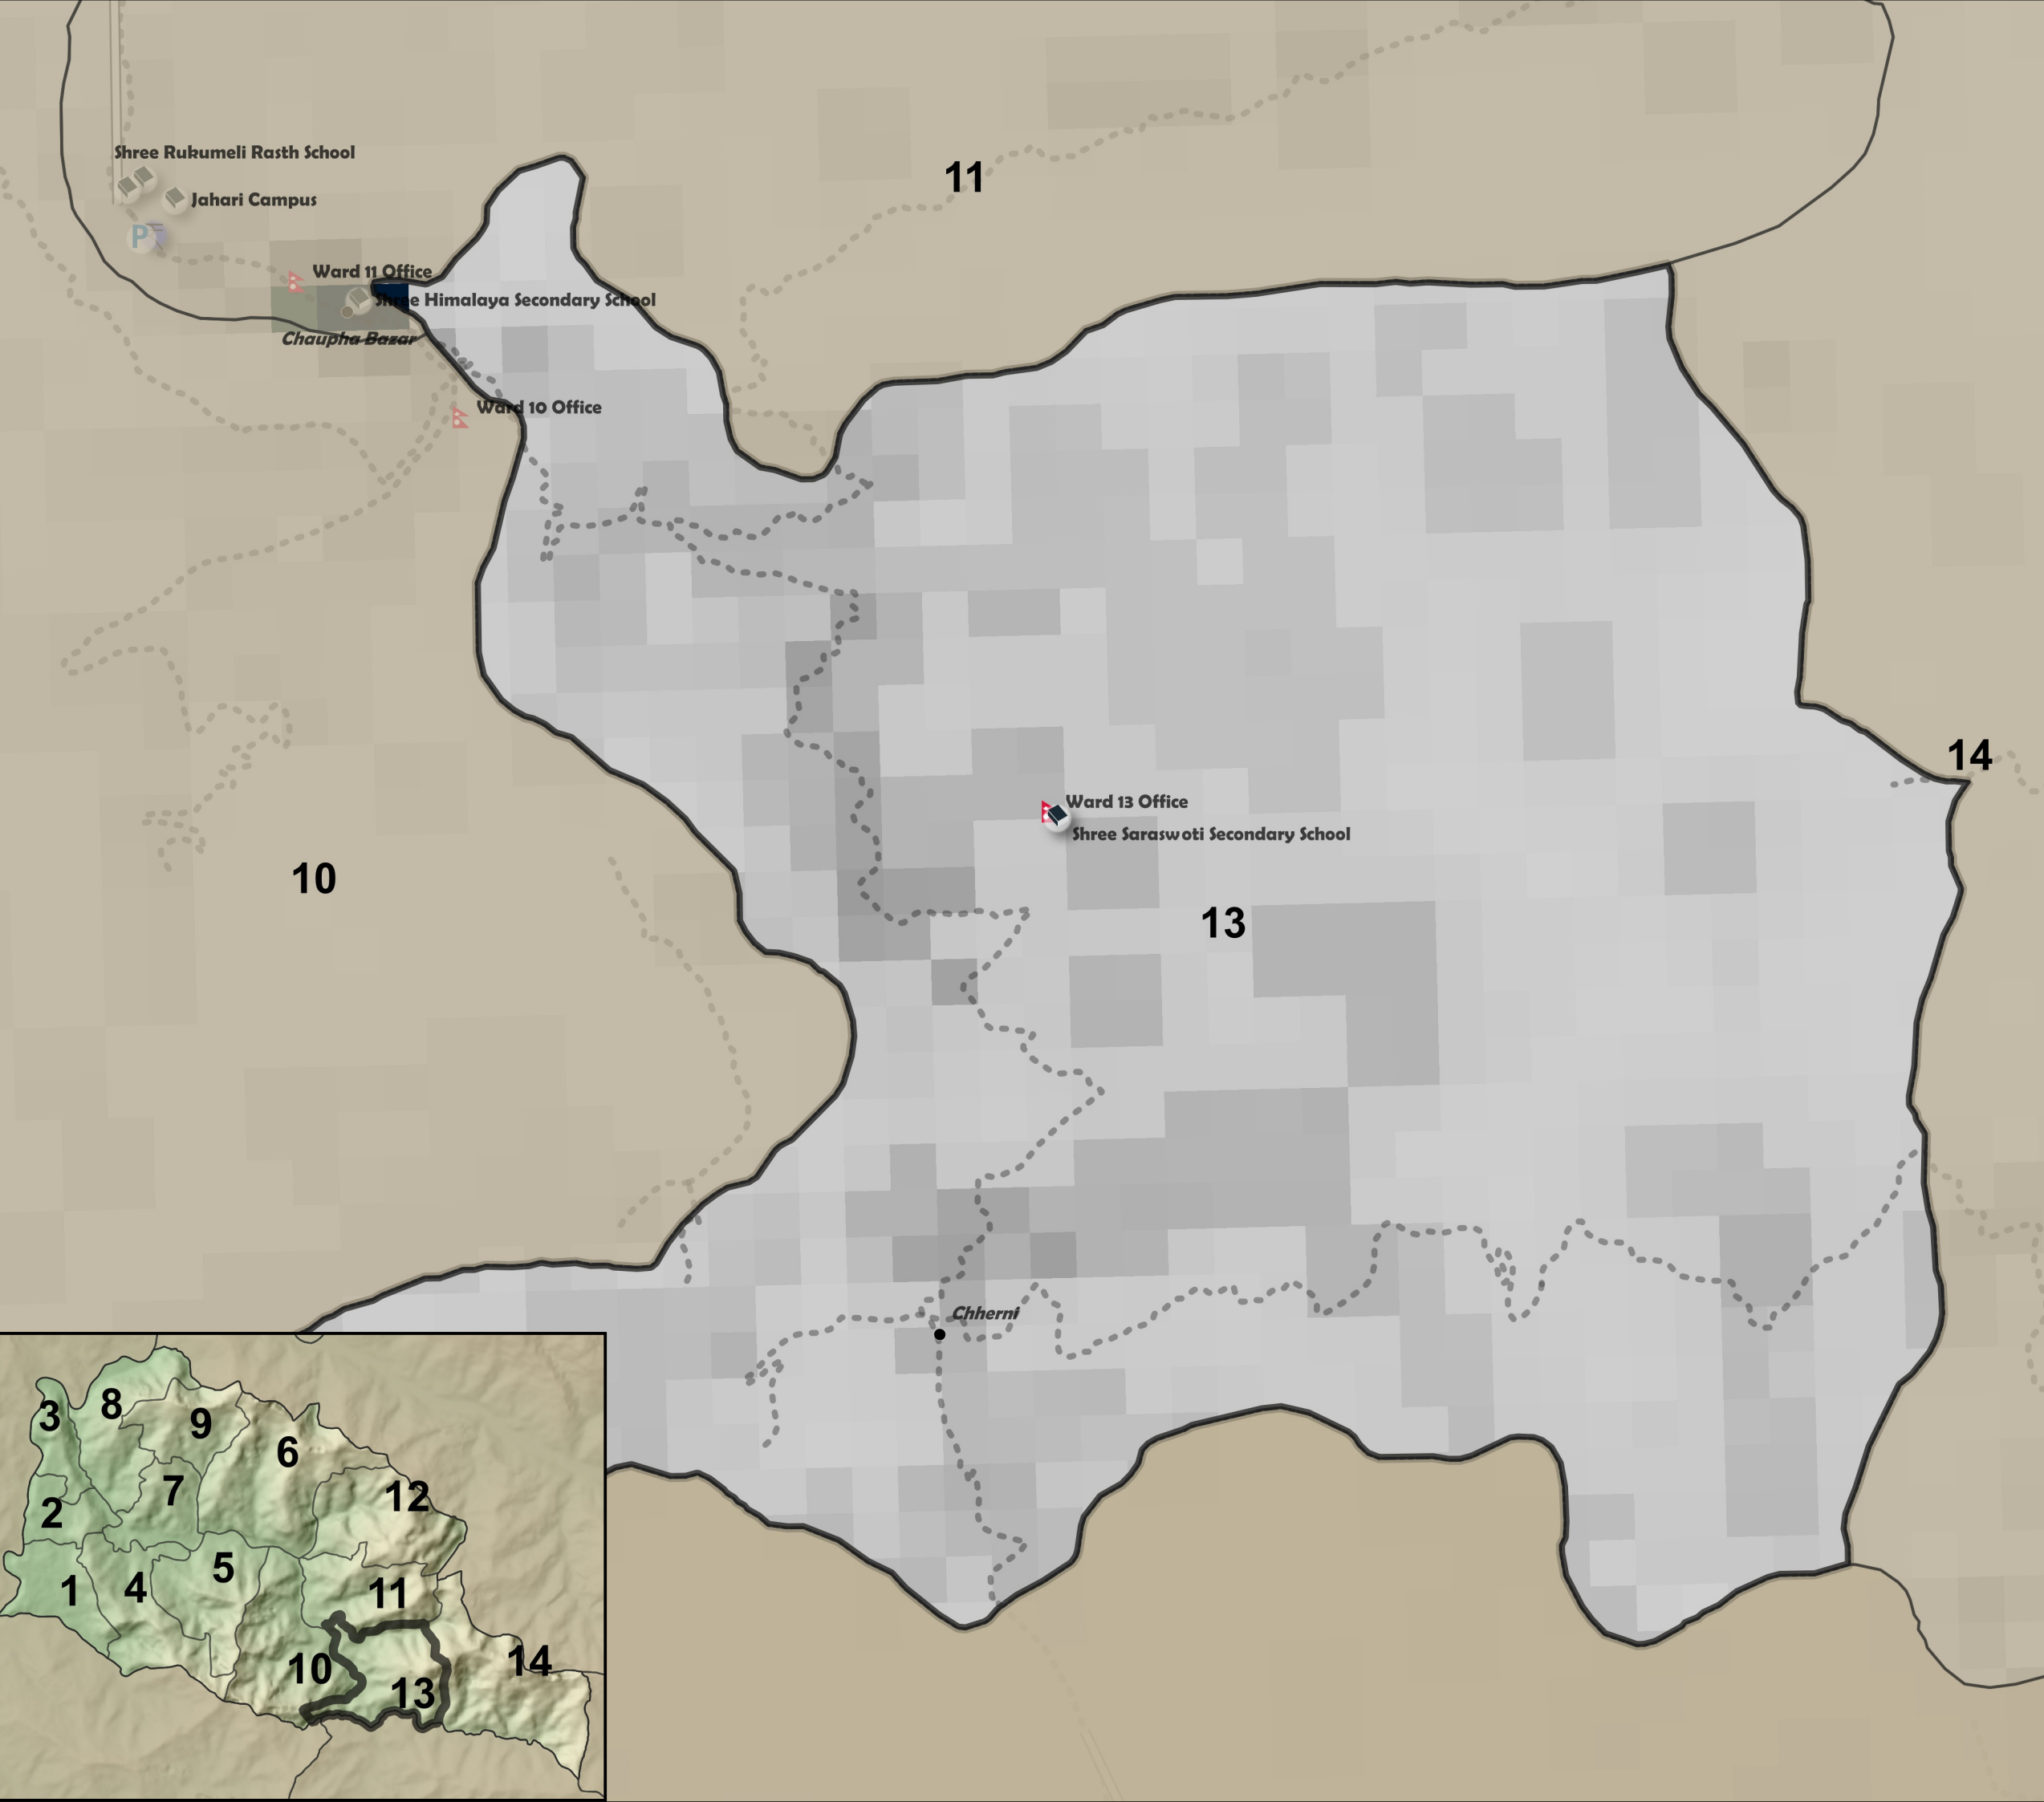 Shree Rukumeli Rasth School
11
Jahari Campus
P
Ward 11 Office
Shree Himalaya Secondary School
Chaupha Bazar
Ward 10 Office
14
Ward 13 Office
Shree Saraswoti Secondary School
10
13
Chherni
8
3
9
6
7
12
2
5
4
1
11
14
10
13